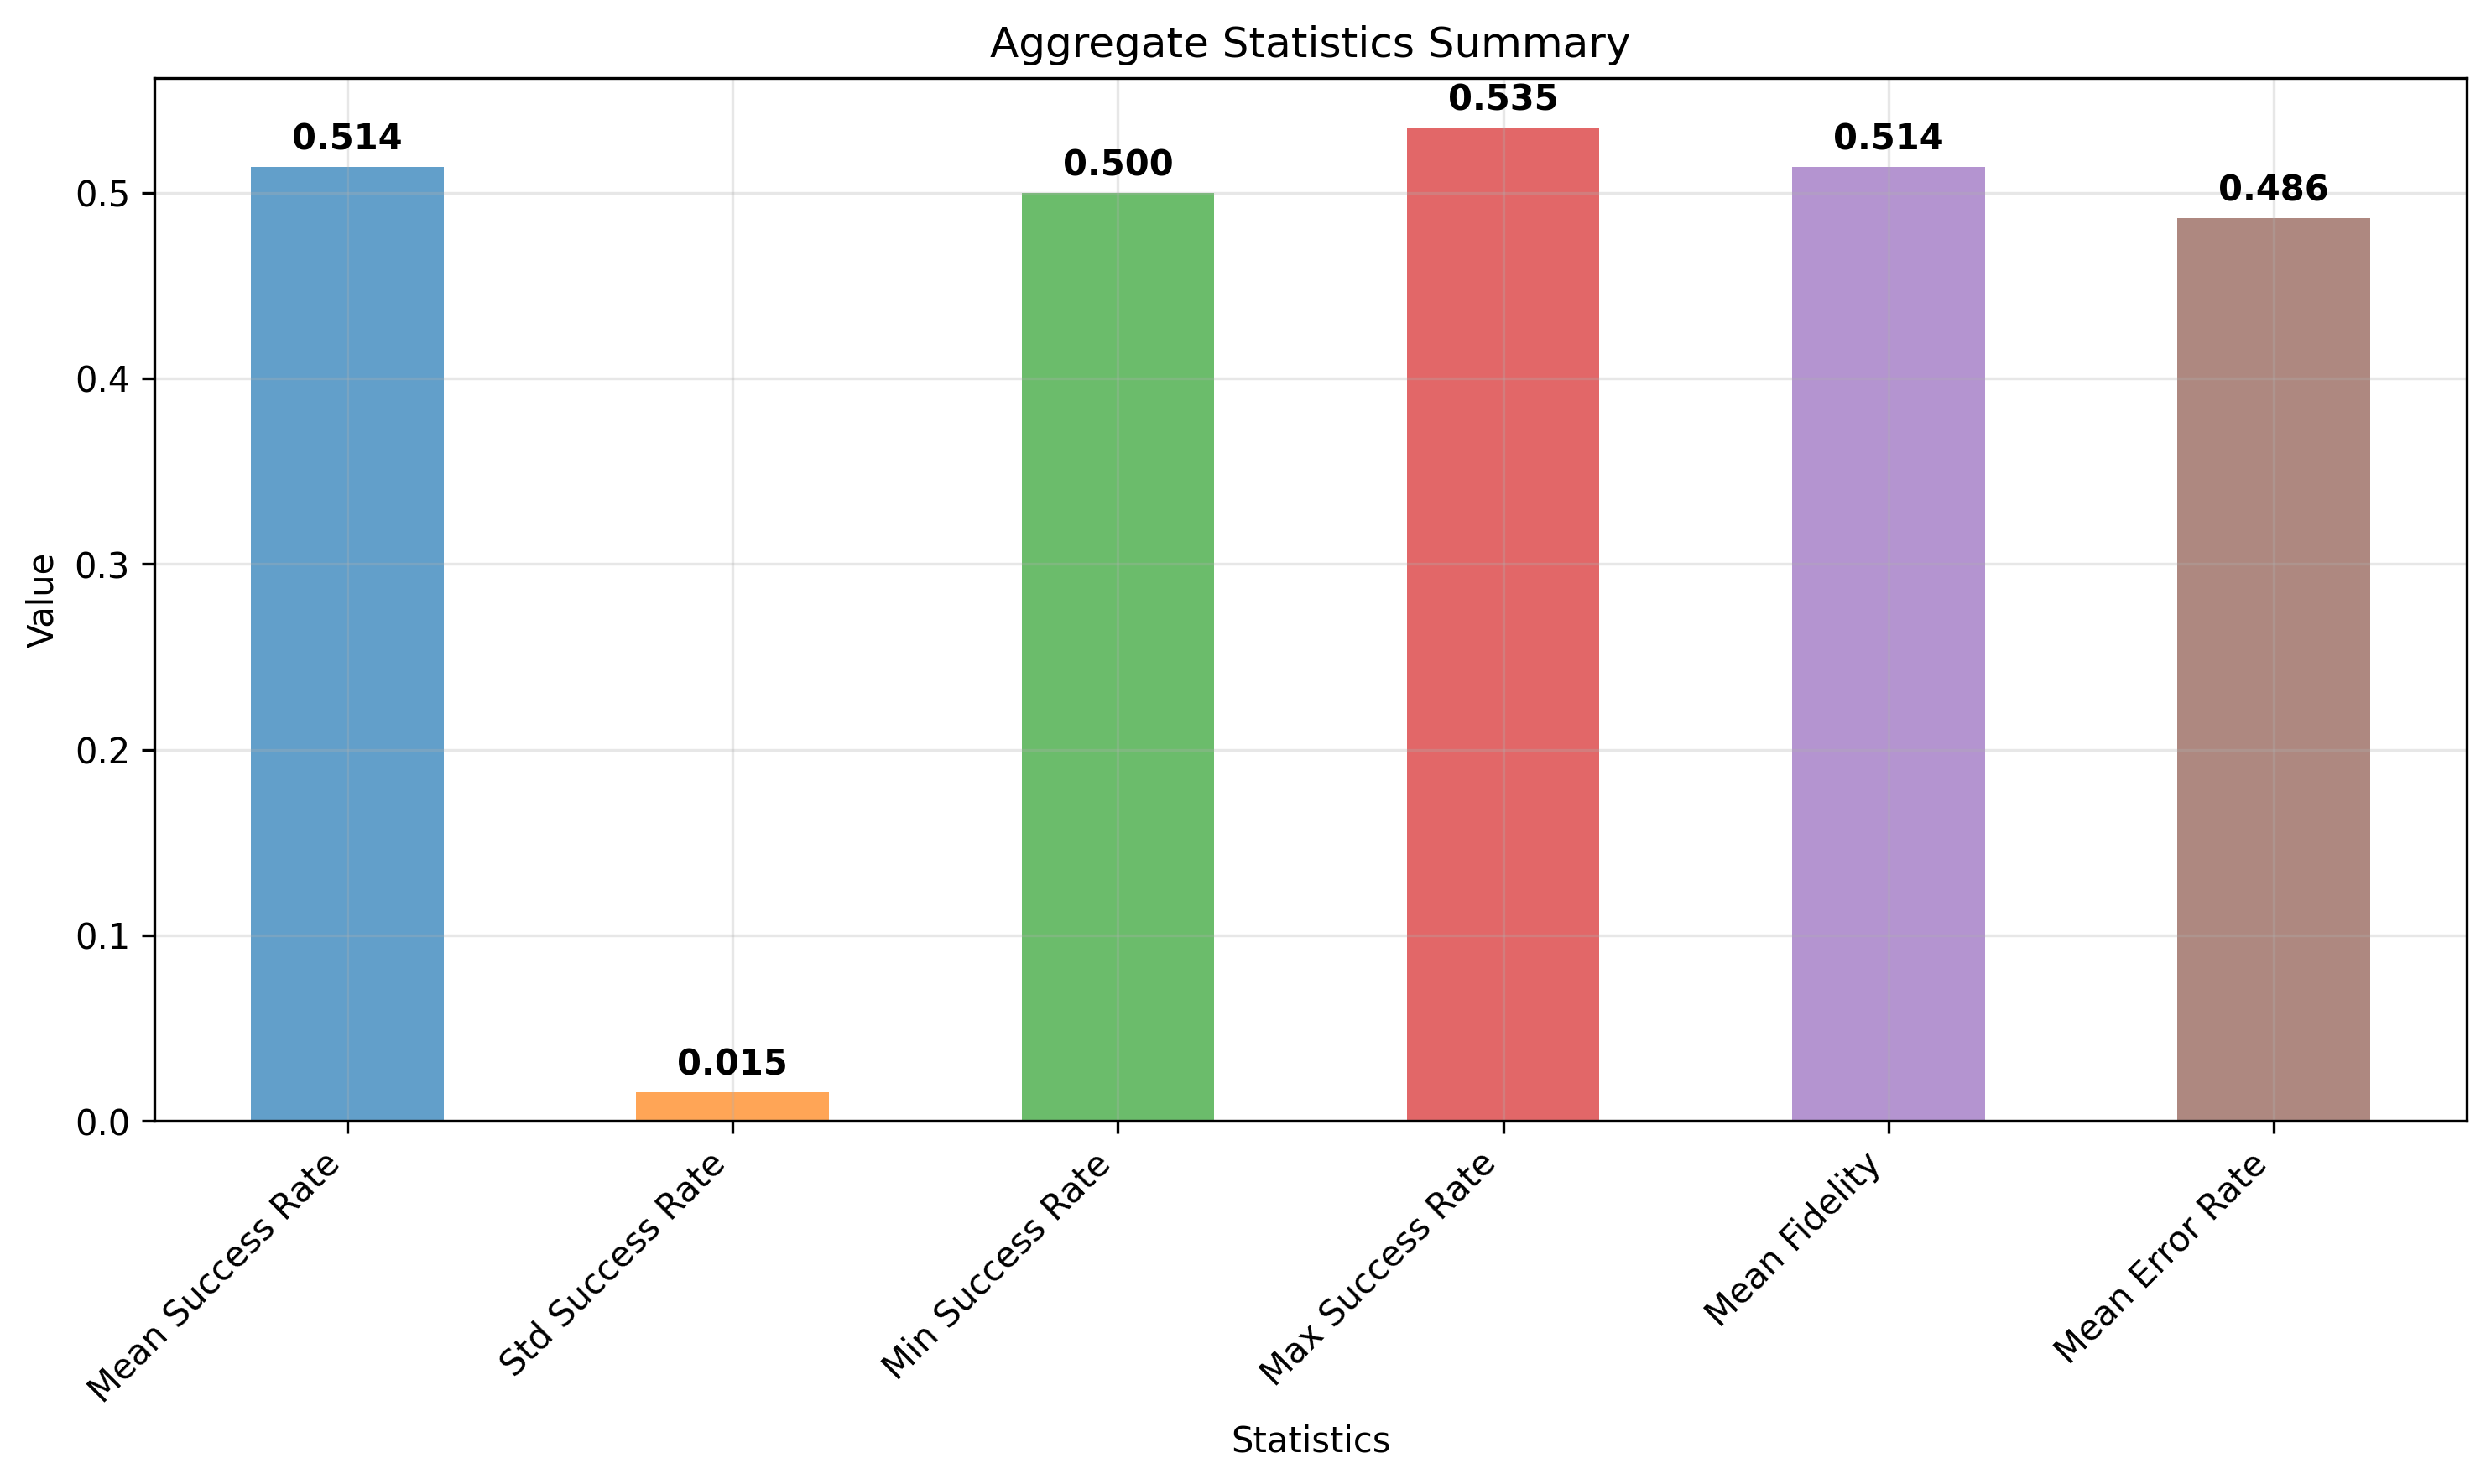 Aggregate Statistics Summary
0.514
0.015
0.500
0.535
0.514
0.486
Value
0.5
0.4
0.3
0.2
0.1
0.0
Mean Success Rate
Std Success Rate
Min Success Rate
Max Success Rate
Mean Fidelity
Mean Error Rate
Statistics